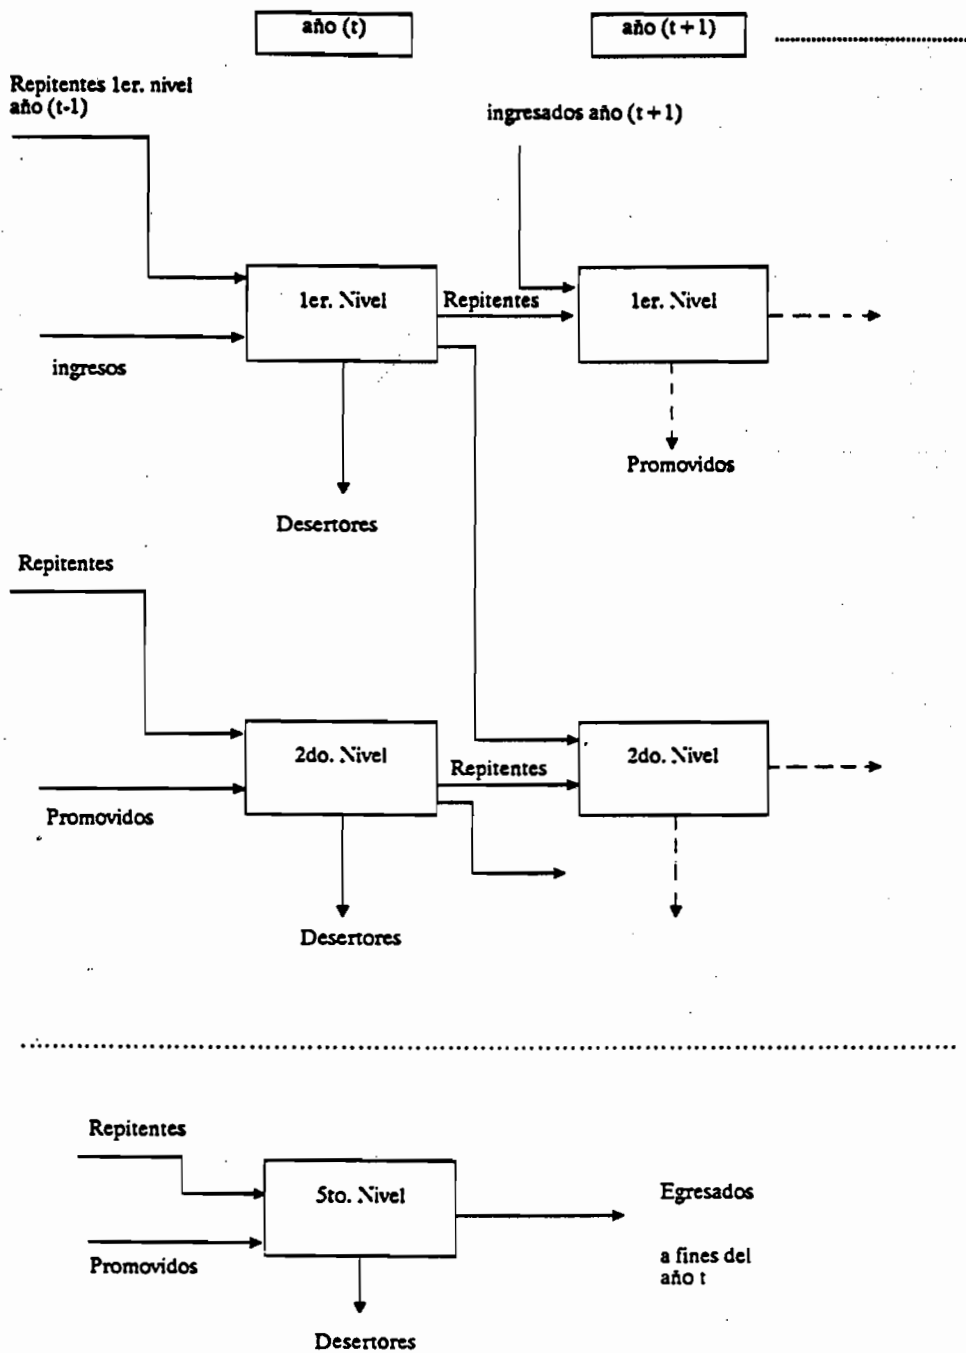 año (t)
año (t + 1)
Repitentes 1er. nivel
año (t-1)
ingresados año (t + 1)
1er. Nivel
Repitentes
1er. Nivel
ingresos
Promovidos
Desertores
Repitentes
2do. Nivel
Repitentes
2do. Nivel
Promovidos
Desertores
Repitentes
5to. Nivel
Egresados
Promovidos
a fines del
año t
Desertores